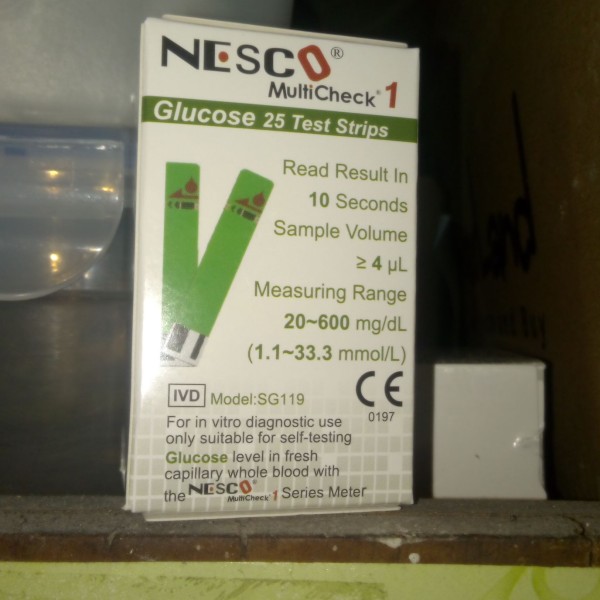 NESCO®
MultiCheck® 1
Glucose 25 Test Strips
Read Result In
10 Seconds
Sample Volume
≥ 4 µL
Measuring Range
20~600 mg/dL
(1.1~33.3 mmol/L)
IVD Model:SG119
CE
0197
For in vitro diagnostic use
only suitable for self-testing
Glucose level in fresh
capillary whole blood with
the NESCO® MultiCheck® 1 Series Meter